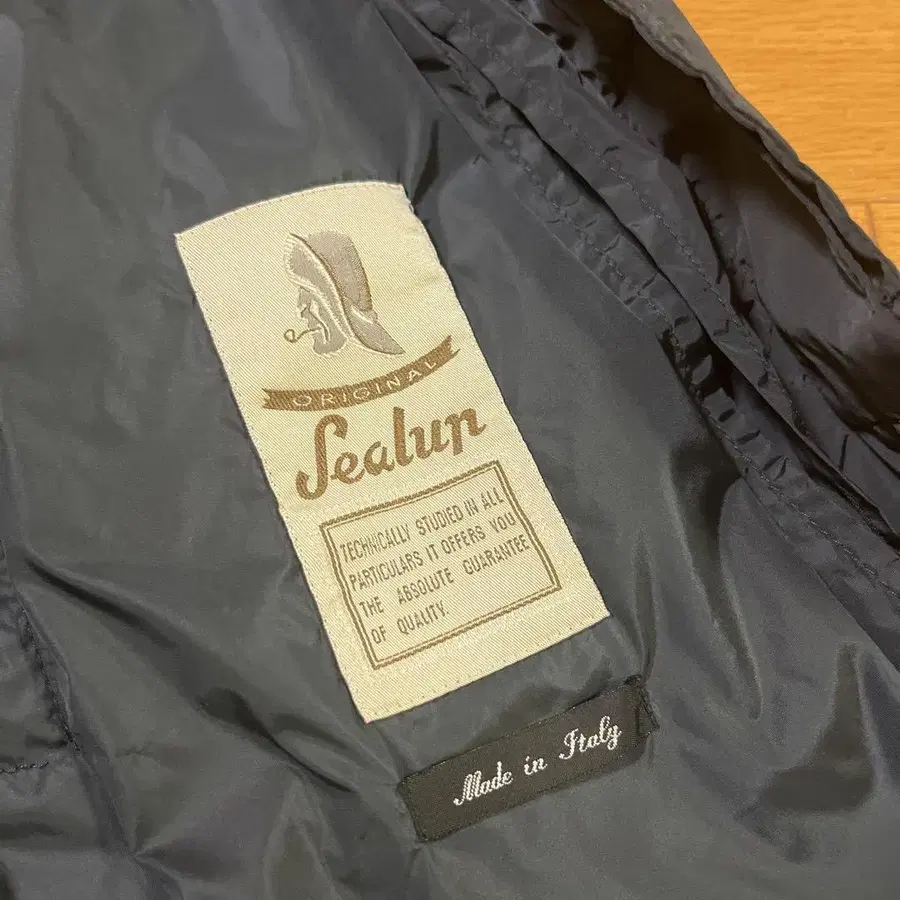 ORIGINAL
Sealup
TECHNICALLY STUDIED IN ALL
PARTICULARS IT OFFERS YOU
THE ABSOLUTE GUARANTEE
OF QUALITY.
Made in Italy